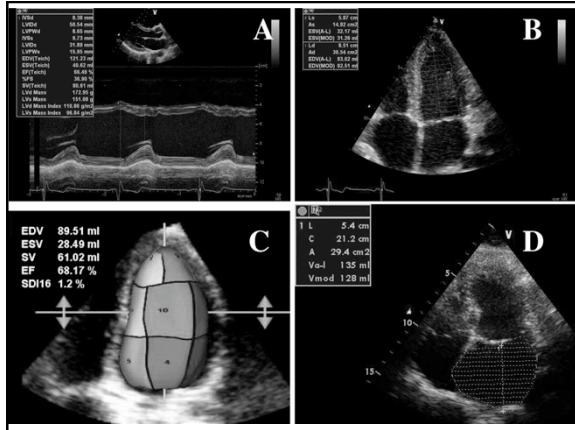 A
IVSd 8.38 mm
LVIDd 50.54 mm
LVPWd 8.65 mm
IVSs 9.73 mm
LVIDs 31.89 mm
LVPWs 15.95 mm
EDV(Teich) 121.23 ml
ESV(Teich) 40.62 ml
EF(Teich) 66.49 %
%FS 36.90 %
SV(Teich) 80.61 ml
LVd Mass 172.95 g
LVs Mass 151.08 g
LVd Mass Index 110.86 g/m2
LVs Mass Index 96.84 g/m2
V
B
2 Ls 5.87 cm
As 14.92 cm2
ESV(A-L) 32.17 ml
ESV(MOD) 31.26 ml
1 Ld 8.51 cm
Ad 30.54 cm2
EDV(A-L) 93.02 ml
EDV(MOD) 92.51 ml
V
C
EDV 89.51 ml
ESV 28.49 ml
SV 61.02 ml
EF 68.17 %
SDI16 1.2 %
10
4
D
1 L 5.4 cm
C 21.2 cm
A 29.4 cm2
Va-l 135 ml
Vmod 128 ml
V
5
10
15